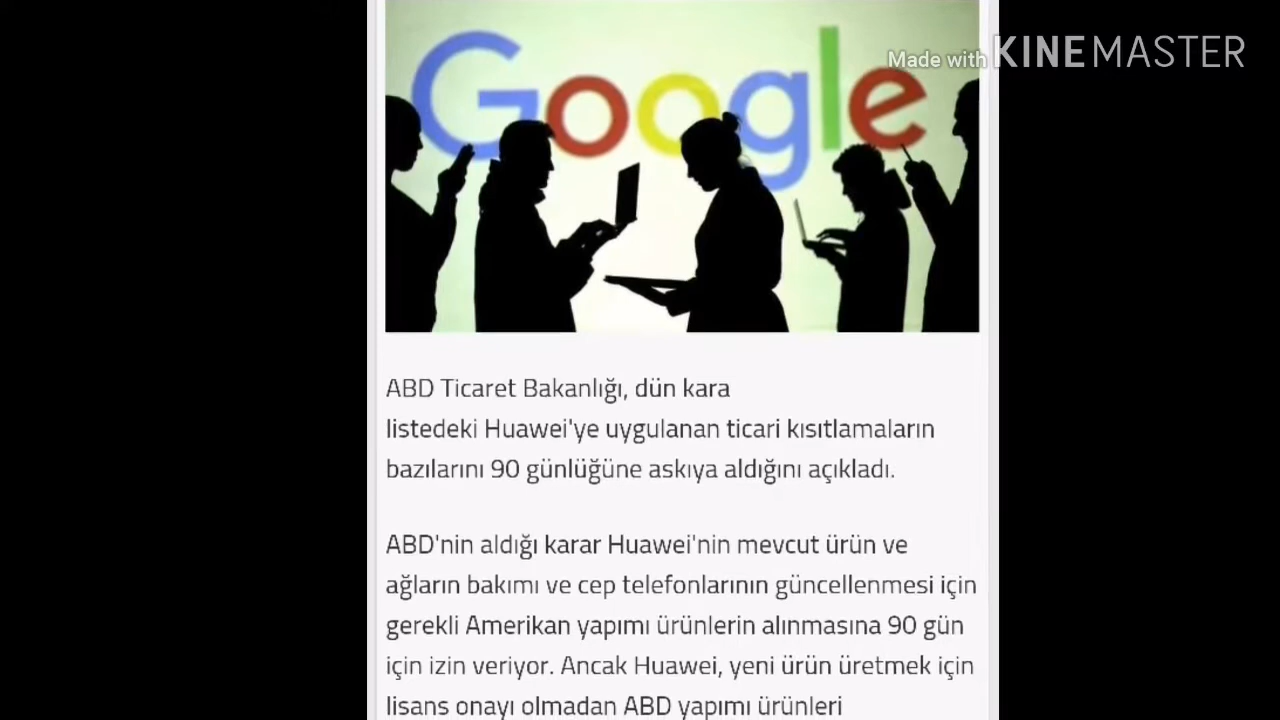 Google
Made with KINEMASTER
ABD Ticaret Bakanlığı, dün kara
listedeki Huawei'ye uygulanan ticari kısıtlamaların
bazılarını 90 günlüğüne askıya aldığını açıkladı.
ABD'nin aldığı karar Huawei'nin mevcut ürün ve
ağların bakımı ve cep telefonlarının güncellenmesi için
gerekli Amerikan yapımı ürünlerin alınmasına 90 gün
için izin veriyor. Ancak Huawei, yeni ürün üretmek için
lisans onayı olmadan ABD yapımı ürünleri